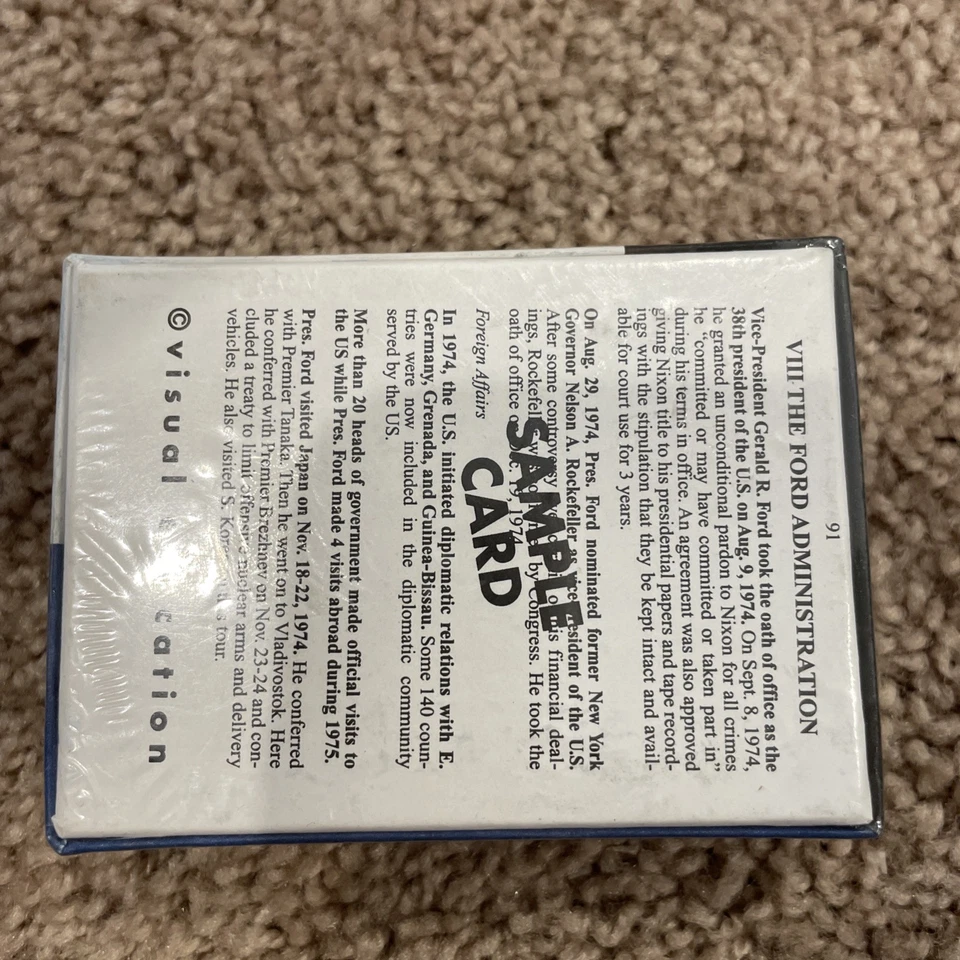 91
VIII THE FORD ADMINISTRATION
Vice-President Gerald R. Ford took the oath of office as the
38th president of the U.S. on Aug. 9, 1974. On Sept. 8, 1974,
he granted an unconditional pardon to Nixon for all crimes
he "committed or may have committed or taken part in"
during his terms in office. An agreement was also approved
giving Nixon title to his presidential papers and tape record-
ings with the stipulation that they be kept intact and avail-
able for court use for 3 years.
On Aug. 29, 1974, Pres. Ford nominated former New York
Governor Nelson A. Rockefeller as vice president of the U.S.
After some controversy his financial deal-
ings, Rockefeller by Congress. He took the
oath of office 19, 1974.
SAMPLE
CARD
Foreign Affairs
In 1974, the U.S. initiated diplomatic relations with E.
Germany, Grenada, and Guinea-Bissau. Some 140 coun-
tries were now included in the diplomatic community
served by the US.
More than 20 heads of government made official visits to
the US while Pres. Ford made 4 visits abroad during 1975.
Pres. Ford visited Japan on Nov. 18-22, 1974. He conferred
with Premier Tanaka. Then he went on to Vladivostok. Here
he conferred with Premier Brezhnev on Nov. 23-24 and con-
cluded a treaty to limit offensive nuclear arms and delivery
vehicles. He also visited S. Korea tour.
©visual cation